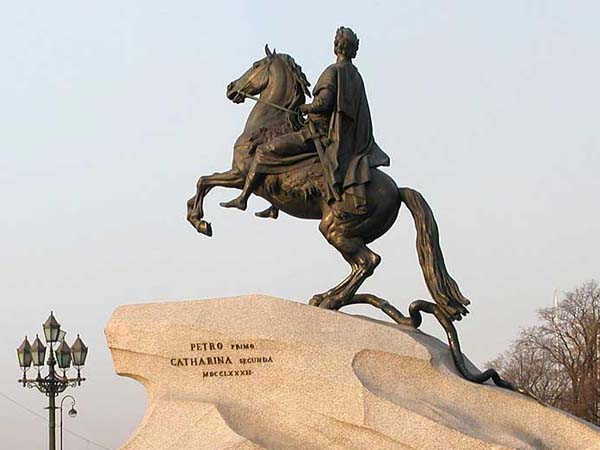 PETRO PRIMO
CATHARINA SECUNDA
MDCCLXXXII